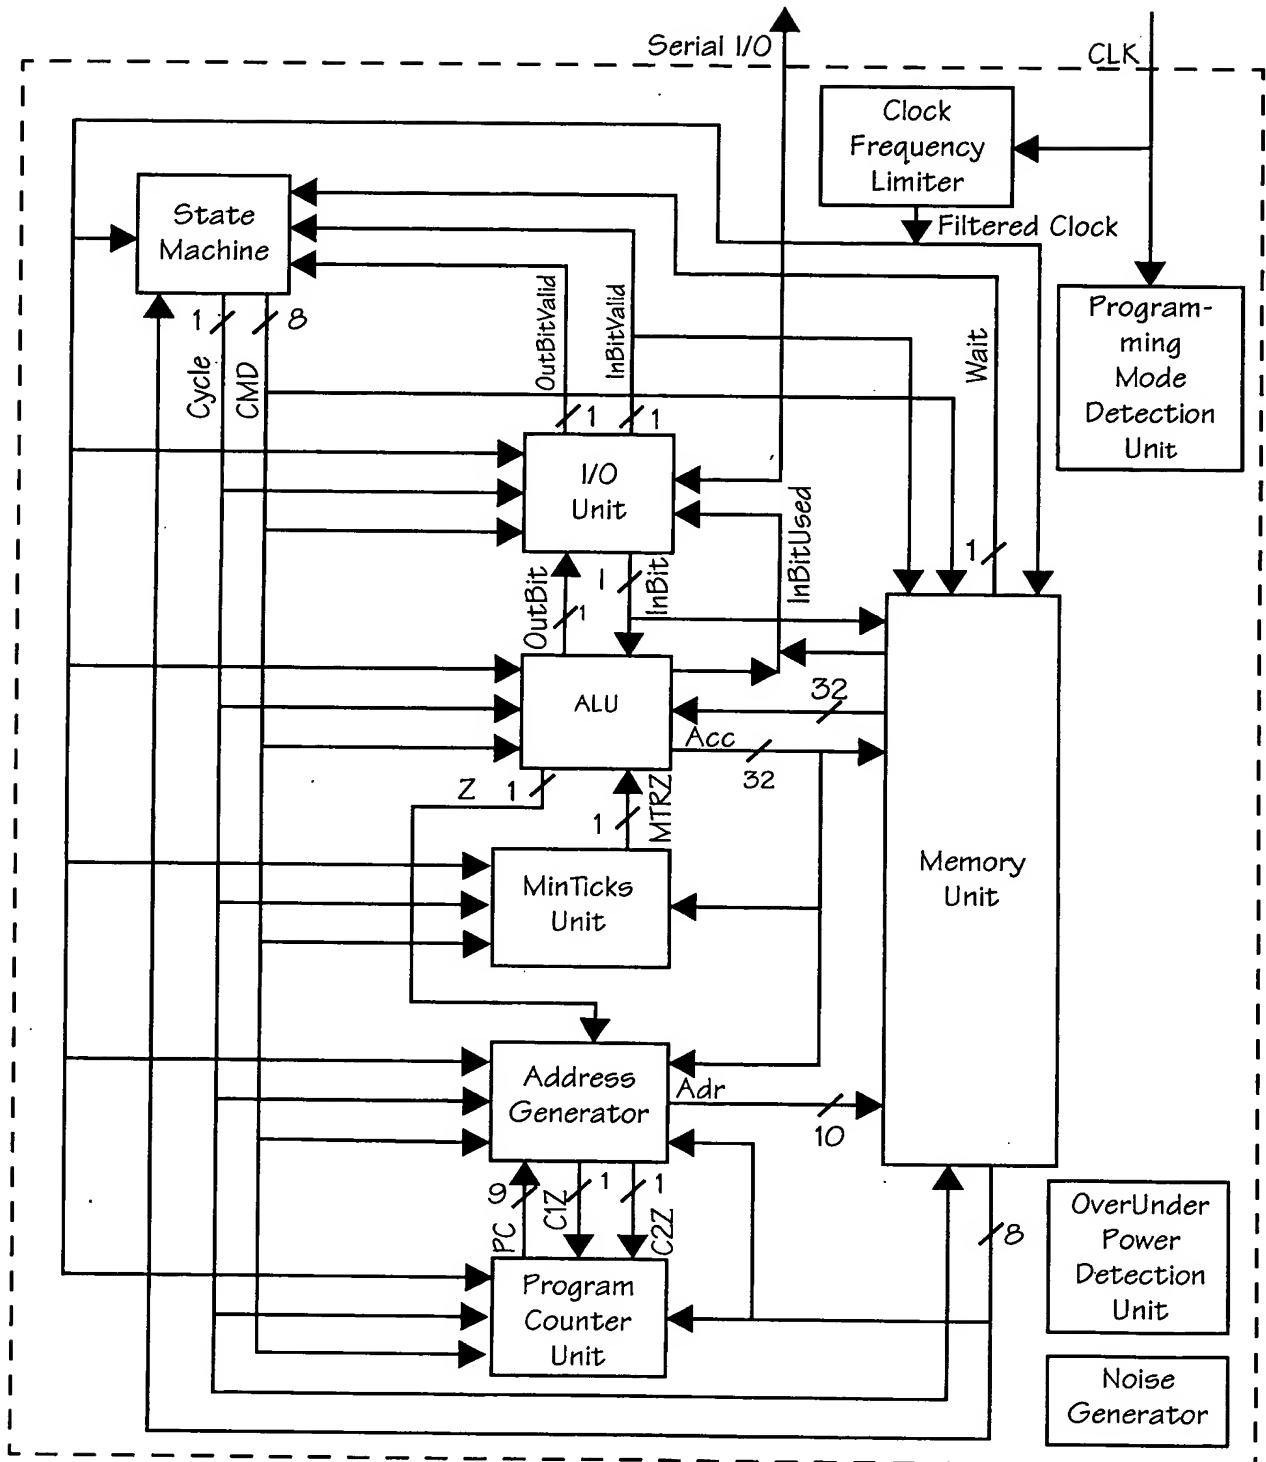 Serial I/O
CLK
Clock
Frequency
Limiter
State
Machine
Filtered Clock
Program-
ming
Mode
Detection
Unit
1
8
Cycle
CMD
OutBitValid
InBitValid
Wait
1
1
I/O
Unit
InBitUsed
1
OutBit
1
1
InBit
ALU
32
Acc
32
Z
1
1
MTRZ
MinTicks
Unit
Memory
Unit
Address
Generator
Adr
10
9
PC
C1Z
1
1
C2Z
8
Program
Counter
Unit
OverUnder
Power
Detection
Unit
Noise
Generator